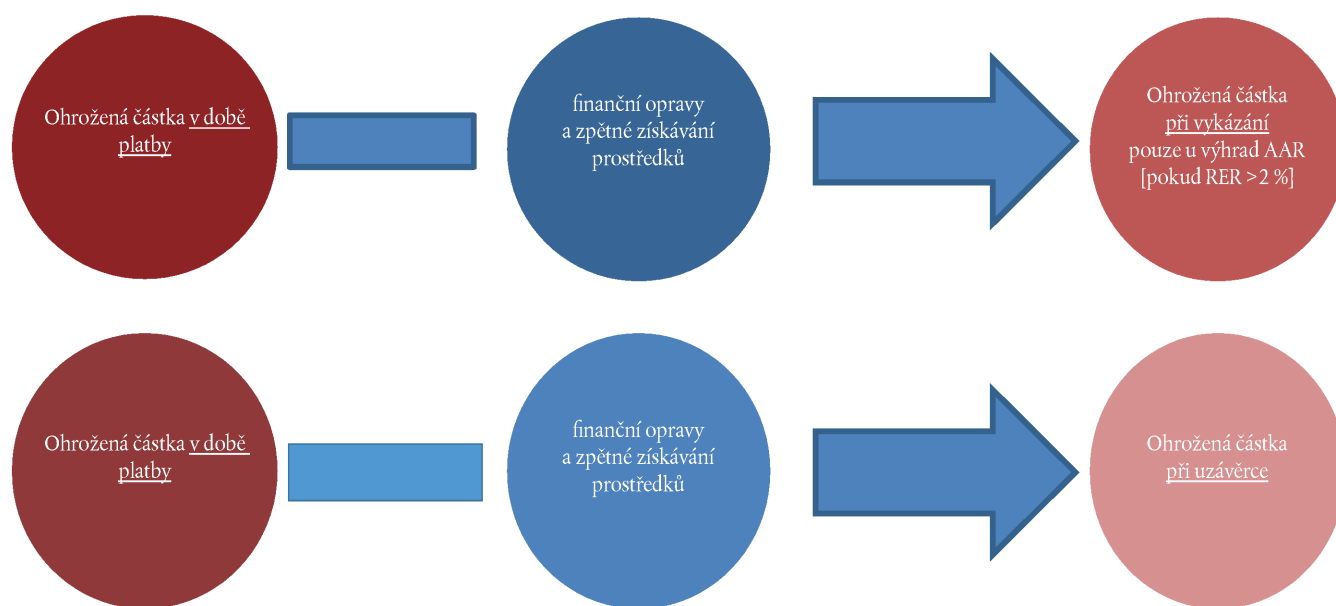 Ohrožená částka v době
platby
finanční opravy
a zpětné získávání
prostředků
Ohrožená částka
při vykázání
pouze u výhrad AAR
[pokud RER >2 %]
Ohrožená částka v době
platby
finanční opravy
a zpětné získávání
prostředků
Ohrožená částka
při uzávěrce